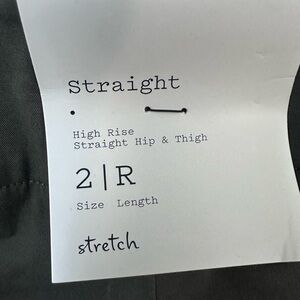 Straight
High Rise
Straight Hip & Thigh
2|R
Size Length
stretch